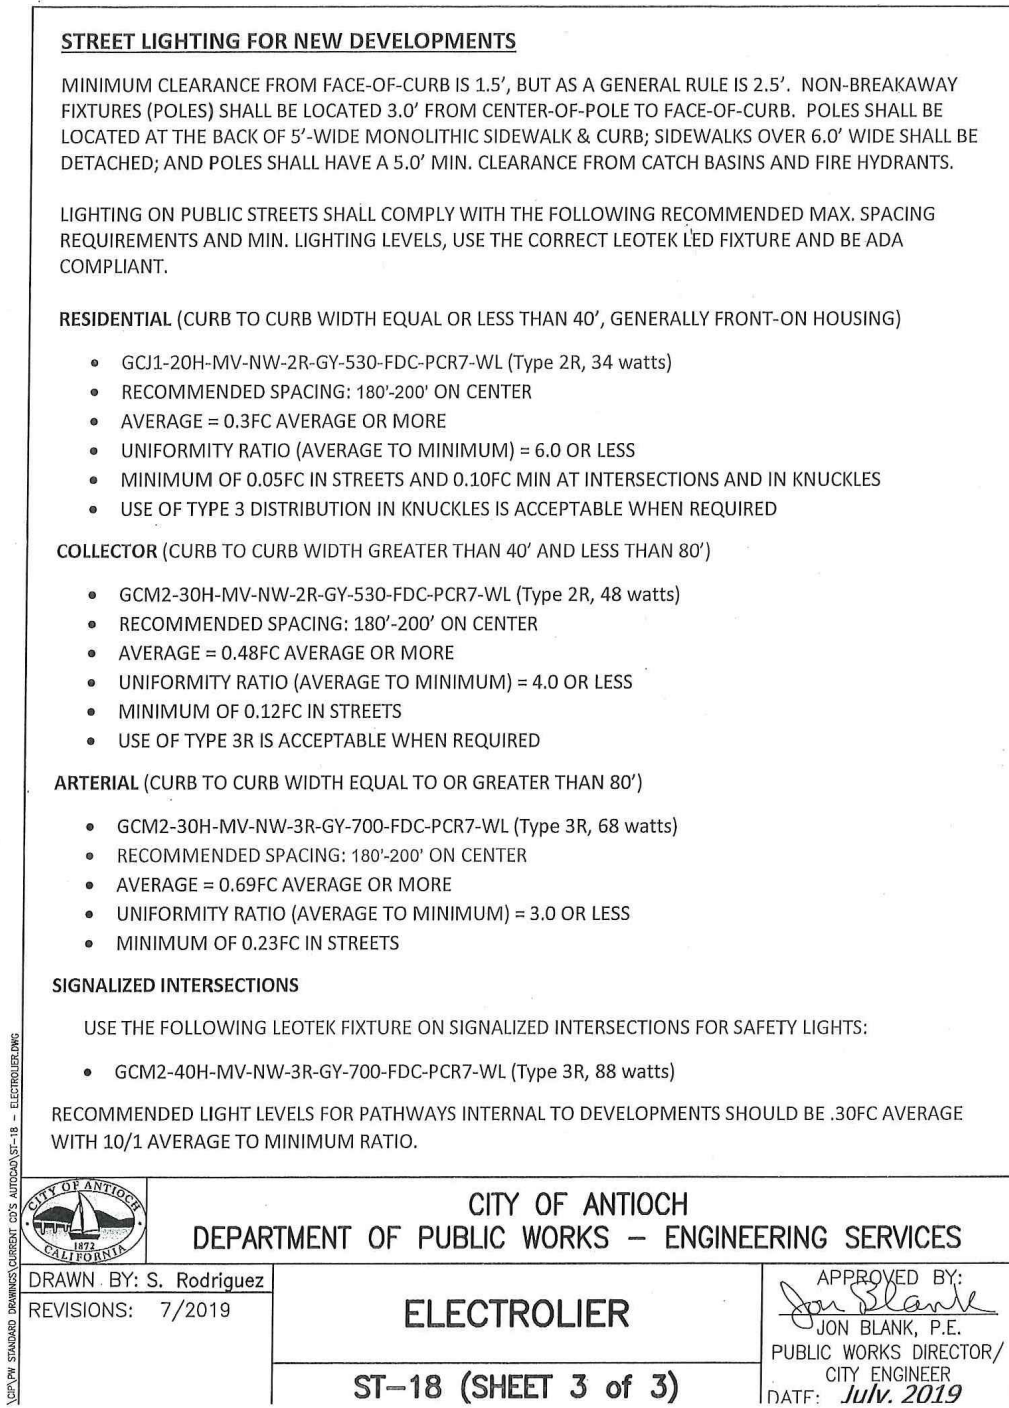 STREET LIGHTING FOR NEW DEVELOPMENTS
MINIMUM CLEARANCE FROM FACE-OF-CURB IS 1.5', BUT AS A GENERAL RULE IS 2.5'. NON-BREAKAWAY
FIXTURES (POLES) SHALL BE LOCATED 3.0' FROM CENTER-OF-POLE TO FACE-OF-CURB. POLES SHALL BE
LOCATED AT THE BACK OF 5'-WIDE MONOLITHIC SIDEWALK & CURB; SIDEWALKS OVER 6.0' WIDE SHALL BE
DETACHED; AND POLES SHALL HAVE A 5.0' MIN. CLEARANCE FROM CATCH BASINS AND FIRE HYDRANTS.
LIGHTING ON PUBLIC STREETS SHALL COMPLY WITH THE FOLLOWING RECOMMENDED MAX. SPACING
REQUIREMENTS AND MIN. LIGHTING LEVELS, USE THE CORRECT LEOTEK LED FIXTURE AND BE ADA
COMPLIANT.
RESIDENTIAL (CURB TO CURB WIDTH EQUAL OR LESS THAN 40', GENERALLY FRONT-ON HOUSING)
• GCJ1-20H-MV-NW-2R-GY-530-FDC-PCR7-WL (Type 2R, 34 watts)
• RECOMMENDED SPACING: 180'-200' ON CENTER
• AVERAGE = 0.3FC AVERAGE OR MORE
• UNIFORMITY RATIO (AVERAGE TO MINIMUM) = 6.0 OR LESS
• MINIMUM OF 0.05FC IN STREETS AND 0.10FC MIN AT INTERSECTIONS AND IN KNUCKLES
• USE OF TYPE 3 DISTRIBUTION IN KNUCKLES IS ACCEPTABLE WHEN REQUIRED
COLLECTOR (CURB TO CURB WIDTH GREATER THAN 40' AND LESS THAN 80')
• GCM2-30H-MV-NW-2R-GY-530-FDC-PCR7-WL (Type 2R, 48 watts)
• RECOMMENDED SPACING: 180'-200' ON CENTER
• AVERAGE = 0.48FC AVERAGE OR MORE
• UNIFORMITY RATIO (AVERAGE TO MINIMUM) = 4.0 OR LESS
• MINIMUM OF 0.12FC IN STREETS
• USE OF TYPE 3R IS ACCEPTABLE WHEN REQUIRED
ARTERIAL (CURB TO CURB WIDTH EQUAL TO OR GREATER THAN 80')
• GCM2-30H-MV-NW-3R-GY-700-FDC-PCR7-WL (Type 3R, 68 watts)
• RECOMMENDED SPACING: 180'-200' ON CENTER
• AVERAGE = 0.69FC AVERAGE OR MORE
• UNIFORMITY RATIO (AVERAGE TO MINIMUM) = 3.0 OR LESS
• MINIMUM OF 0.23FC IN STREETS
SIGNALIZED INTERSECTIONS
USE THE FOLLOWING LEOTEK FIXTURE ON SIGNALIZED INTERSECTIONS FOR SAFETY LIGHTS:
• GCM2-40H-MV-NW-3R-GY-700-FDC-PCR7-WL (Type 3R, 88 watts)
RECOMMENDED LIGHT LEVELS FOR PATHWAYS INTERNAL TO DEVELOPMENTS SHOULD BE .30FC AVERAGE
WITH 10/1 AVERAGE TO MINIMUM RATIO.
\CIP\PW STANDARD DRAWINGS\CURRENT CD'S AUTOCAD\ST-18 - ELECTROLIER.DWG
CITY OF ANTIOCH
1872
CALIFORNIA
CITY OF ANTIOCH
DEPARTMENT OF PUBLIC WORKS – ENGINEERING SERVICES
DRAWN BY: S. Rodriguez
REVISIONS: 7/2019
ELECTROLIER
ST-18 (SHEET 3 of 3)
APPROVED BY:
Jon Blank
JON BLANK, P.E.
PUBLIC WORKS DIRECTOR/
CITY ENGINEER
DATE: July, 2019